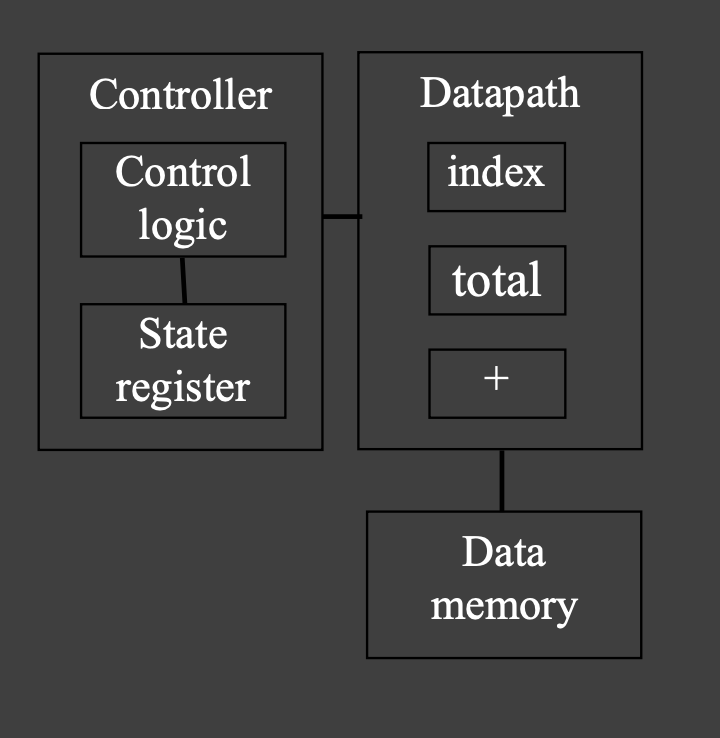 Controller
Control
logic
State
register
Datapath
index
total
+
Data
memory